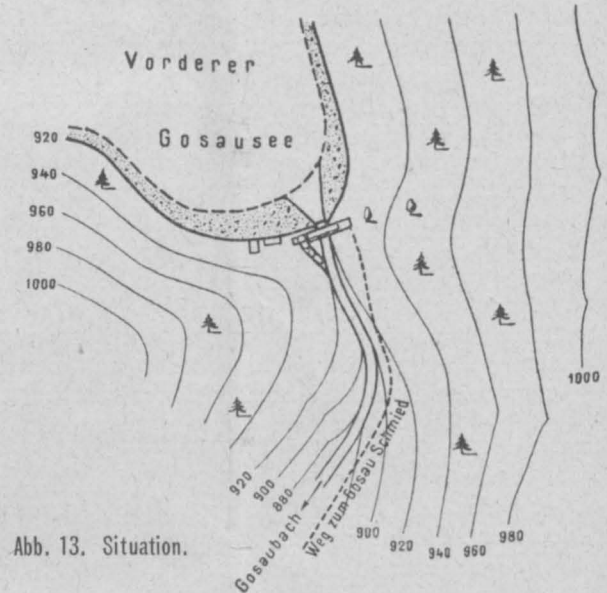 Vorderer
Gosausee
920
940
960
980
1000
1000
920
900
880
Gosaubach
Weg zum Gosau Schmied
900
920
940
960
980
Abb. 13. Situation.